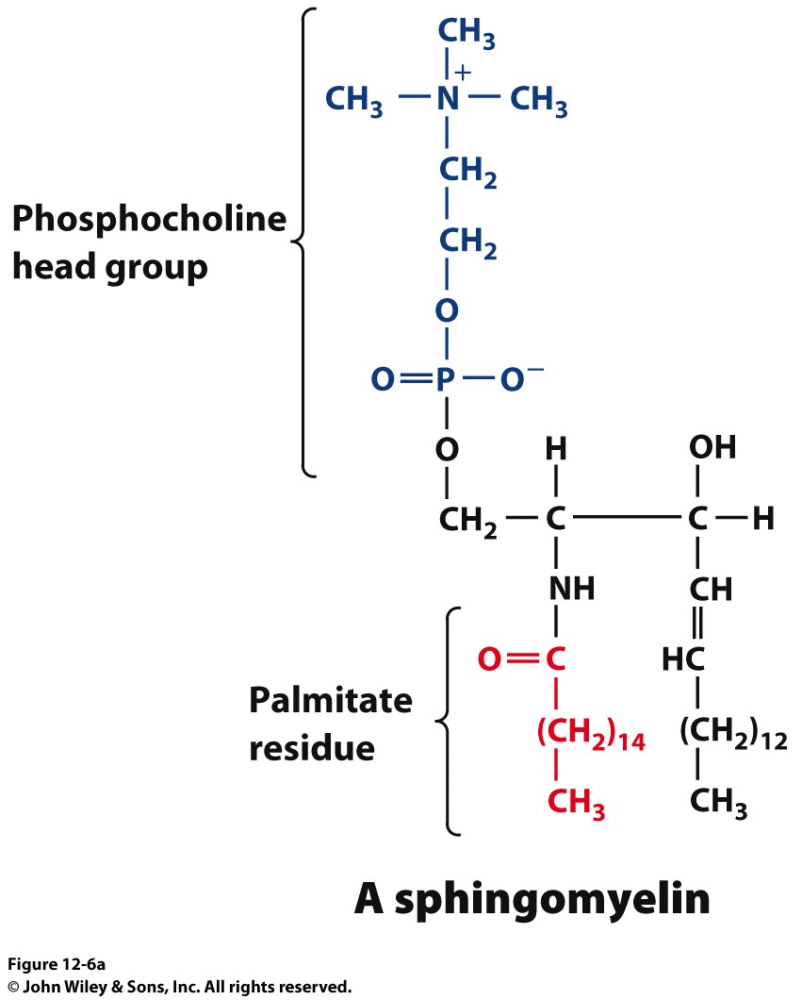 CH₃
+
CH₃ — N — CH₃
CH₂
Phosphocholine
head group
CH₂
O
O=P—O⁻
O H OH
CH₂—C—C—H
NH CH
O=C HC
Palmitate
residue
(CH₂)₁₄ (CH₂)₁₂
CH₃ CH₃
A sphingomyelin
Figure 12-6a
© John Wiley & Sons, Inc. All rights reserved.